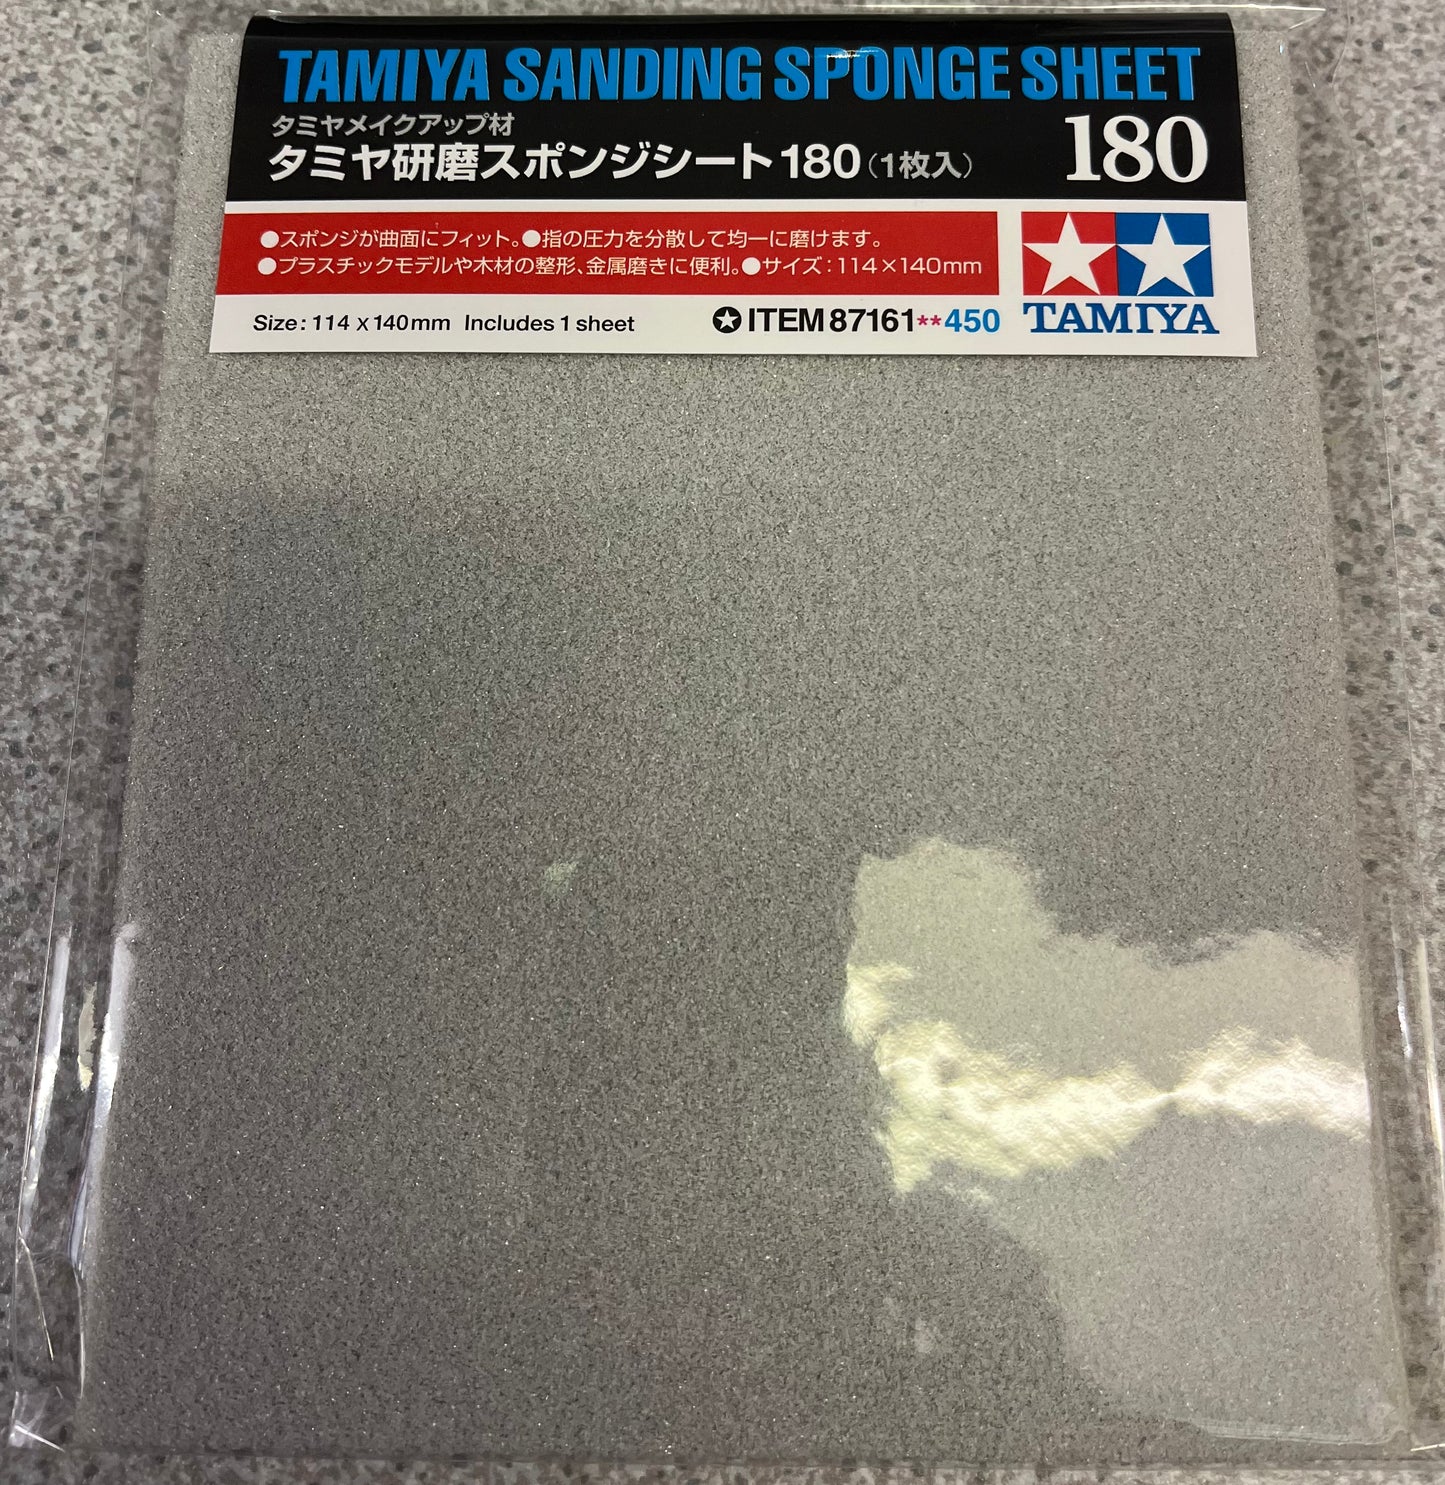 TAMIYA SANDING SPONGE SHEET
タミヤメイクアップ材
タミヤ研磨スポンジシート180(1枚入)
180
●スポンジが曲面にフィット。●指の圧力を分散して均一に磨けます。
●プラスチックモデルや木材の整形、金属磨きに便利。●サイズ:114×140mm
Size: 114 x 140mm Includes 1 sheet
✪ITEM 87161**450
TAMIYA